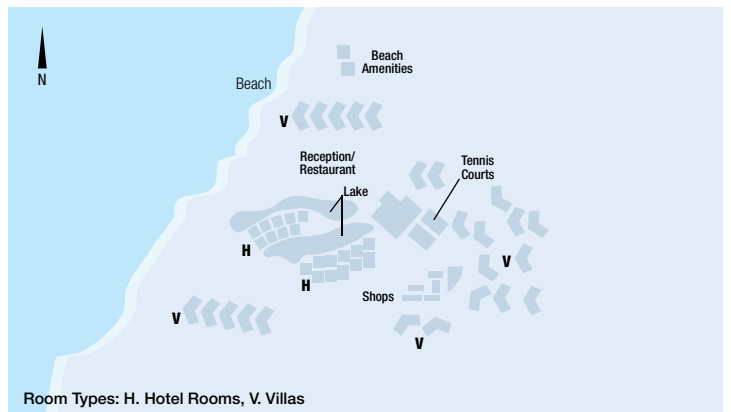 N
Beach
Beach
Amenities
V
Reception/
Restaurant
Lake
Tennis
Courts
H
H
V
Shops
V
V
Room Types: H. Hotel Rooms, V. Villas